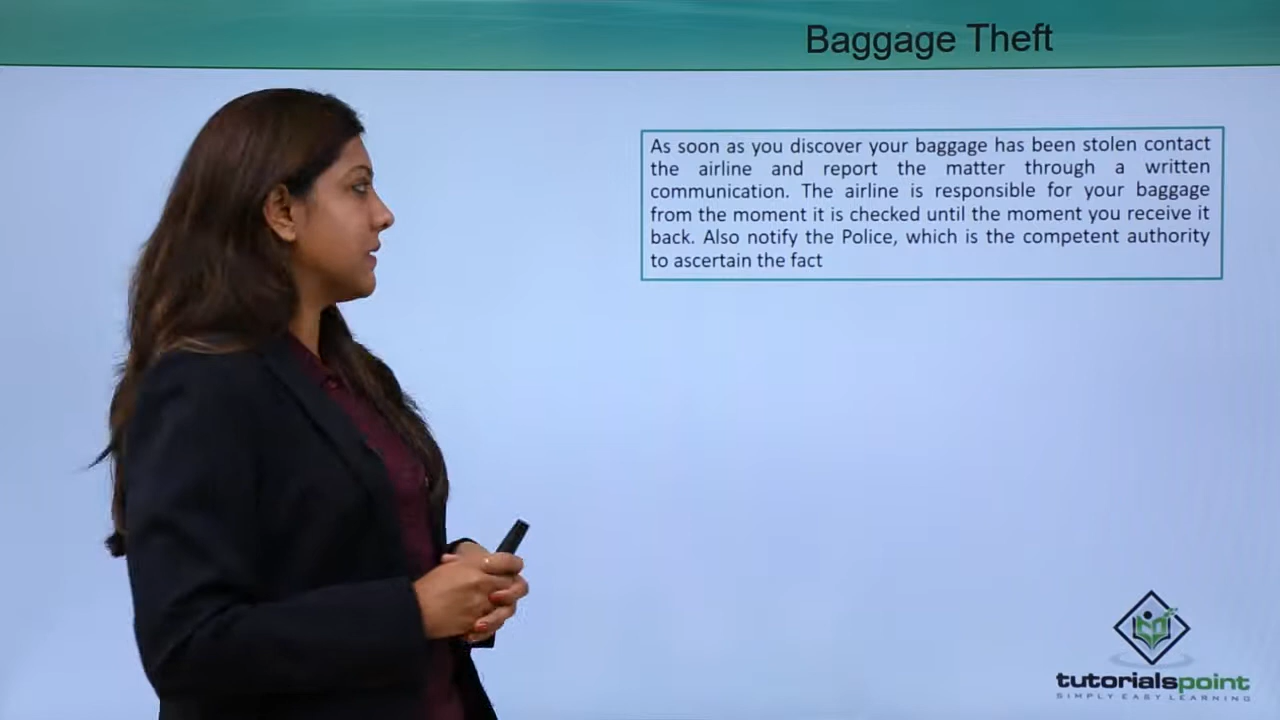 Baggage Theft
As soon as you discover your baggage has been stolen contact
the airline and report the matter through a written
communication. The airline is responsible for your baggage
from the moment it is checked until the moment you receive it
back. Also notify the Police, which is the competent authority
to ascertain the fact
tutorialspoint
SIMPLY EASY LEARNING